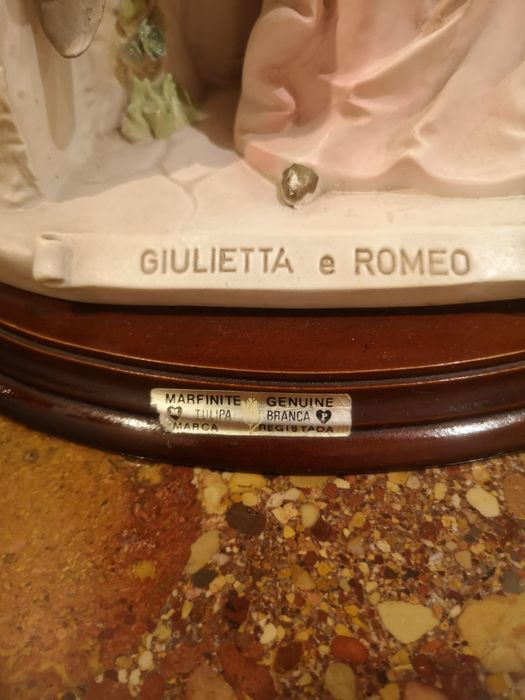 GIULIETTA e ROMEO
MARFINITE GENUINE
TULIPA BRANCA
MARCA REGISTADA